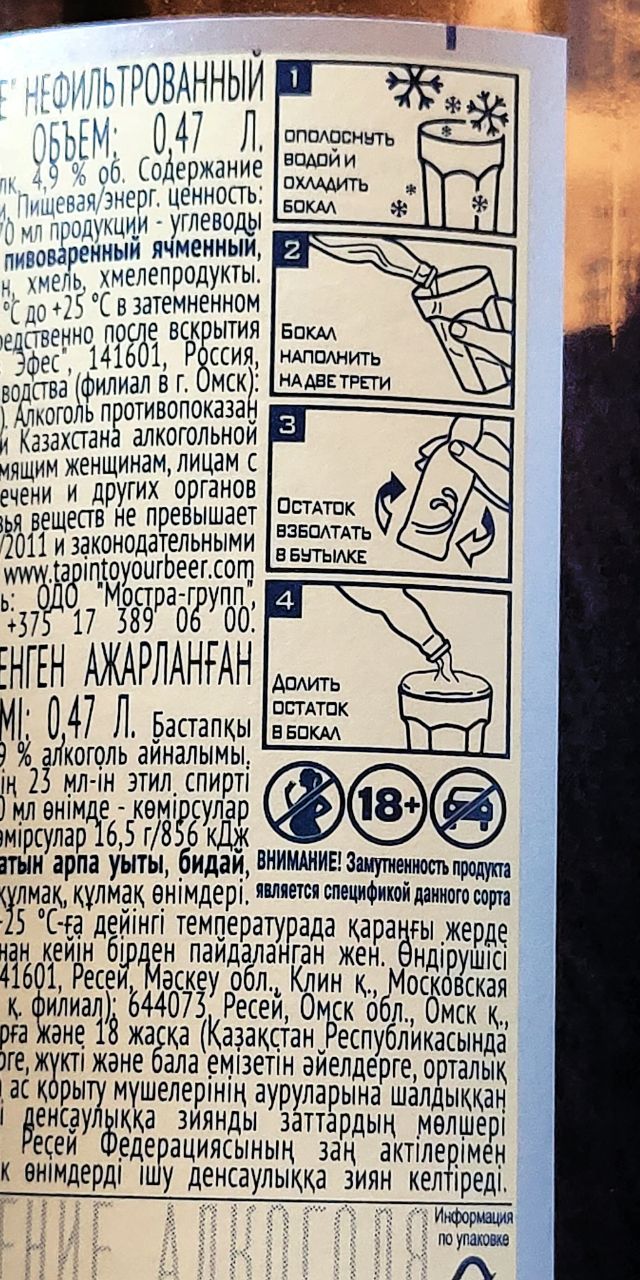 НЕФИЛЬТРОВАННЫЙ
ОБЪЕМ: 0,47 Л.
4,9 % об. Содержание
Пищевая/энерг. ценность:
мл продукции - углеводы
пивоваренный ячменный,
хмель, хмелепродукты.
°С до +25 °С в затемненном
после вскрытия
Эфес", 141601, Россия,
(филиал в г. Омск):
Алкоголь противопоказан
и Казахстана алкогольной
женщинам, лицам с
и других органов
веществ не превышает
/2011 и законодательными
www.tapintoyourbeer.com
ОДО "Мостра-групп",
+375 17 389 06 00.
1
ОПОЛОСНУТЬ
ВОДОЙ И
ОХЛАДИТЬ
БОКАЛ
2
БОКАЛ
НАПОЛНИТЬ
НА ДВЕ ТРЕТИ
3
ОСТАТОК
ВЗБОЛТАТЬ
В БУТЫЛКЕ
4
ДОЛИТЬ
ОСТАТОК
В БОКАЛ
18+
ВНИМАНИЕ! Замутненность продукта
является спецификой данного сорта
АЖАРЛАНҒАН
0,47 Л. Бастапқы
% алкоголь айналымы.
23 мл-ін этил спирті
мл өнімде - көмірсулар
16,5 г/856 кДж
арпа уыты, бидай,
құлмақ, құлмақ өнімдері.
25 °С-ға дейінгі температурада қараңғы жерде
кейін бірден пайдаланған жен. Өндірушісі
41601, Ресей, Мәскеу обл., Клин қ., Московская
қ. филиал): 644073, Ресей, Омск обл., Омск қ.,
және 18 жасқа (Қазақстан Республикасында
жүкті және бала емізетін әйелдерге, орталық
ас қорыту мүшелерінің ауруларына шалдыққан
денсаулыққа зиянды заттардың мөлшері
Ресей Федерациясының заң актілерімен
өнімдерді ішу денсаулыққа зиян келтіреді.
АЛКОГОЛЯ
Информация
по упаковке